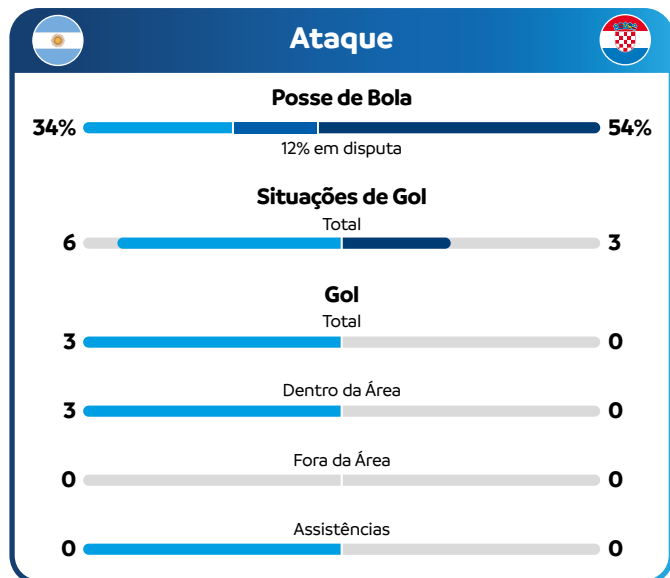 Ataque
Posse de Bola
34% 54%
12% em disputa
Situações de Gol
Total
6 3
Gol
Total
3 0
Dentro da Área
3 0
Fora da Área
0 0
Assistências
0 0